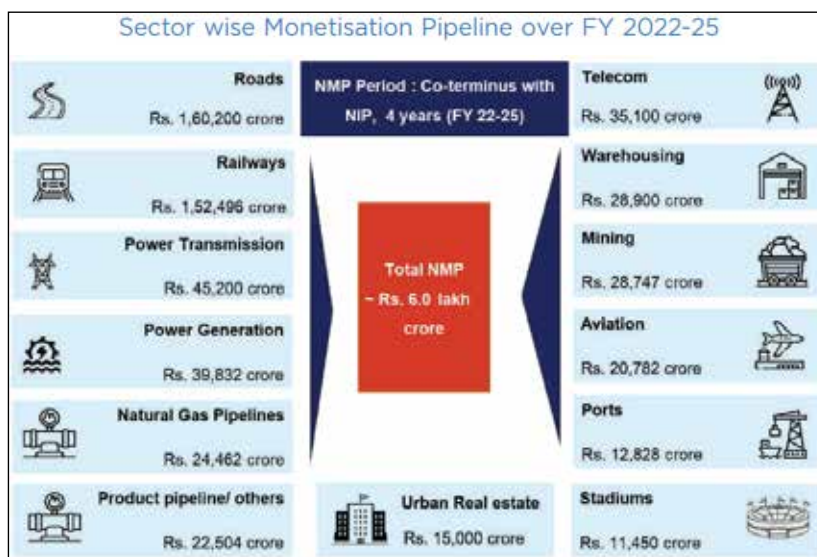 Sector wise Monetisation Pipeline over FY 2022-25
Roads
Rs. 1,60,200 crore
Railways
Rs. 1,52,496 crore
Power Transmission
Rs. 45,200 crore
Power Generation
Rs. 39,832 crore
Natural Gas Pipelines
Rs. 24,462 crore
Product pipeline/ others
Rs. 22,504 crore
NMP Period : Co-terminus with
NIP, 4 years (FY 22-25)
Total NMP
~ Rs. 6.0 lakh
crore
Urban Real estate
Rs. 15,000 crore
Telecom
Rs. 35,100 crore
Warehousing
Rs. 28,900 crore
Mining
Rs. 28,747 crore
Aviation
Rs. 20,782 crore
Ports
Rs. 12,828 crore
Stadiums
Rs. 11,450 crore